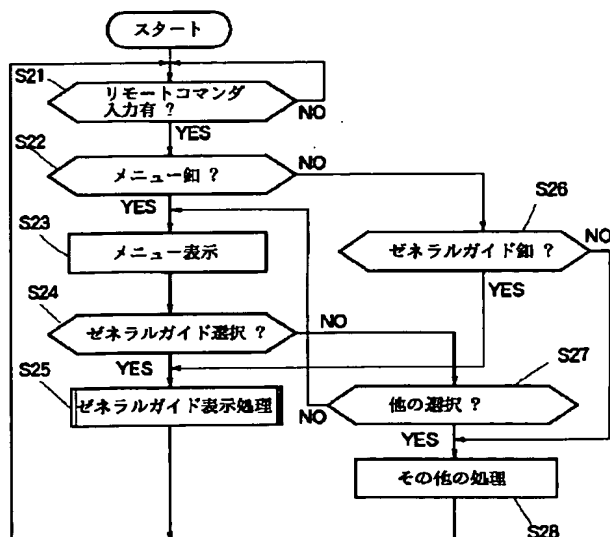 スタート
S21
リモートコマンダ
入力有 ?
NO
YES
S22
メニュー釦 ?
NO
YES
S26
S23
メニュー表示
ゼネラルガイド釦 ?
NO
YES
S24
ゼネラルガイド選択 ?
NO
YES
S27
S25
ゼネラルガイド表示処理
他の選択 ?
NO
YES
その他の処理
S28